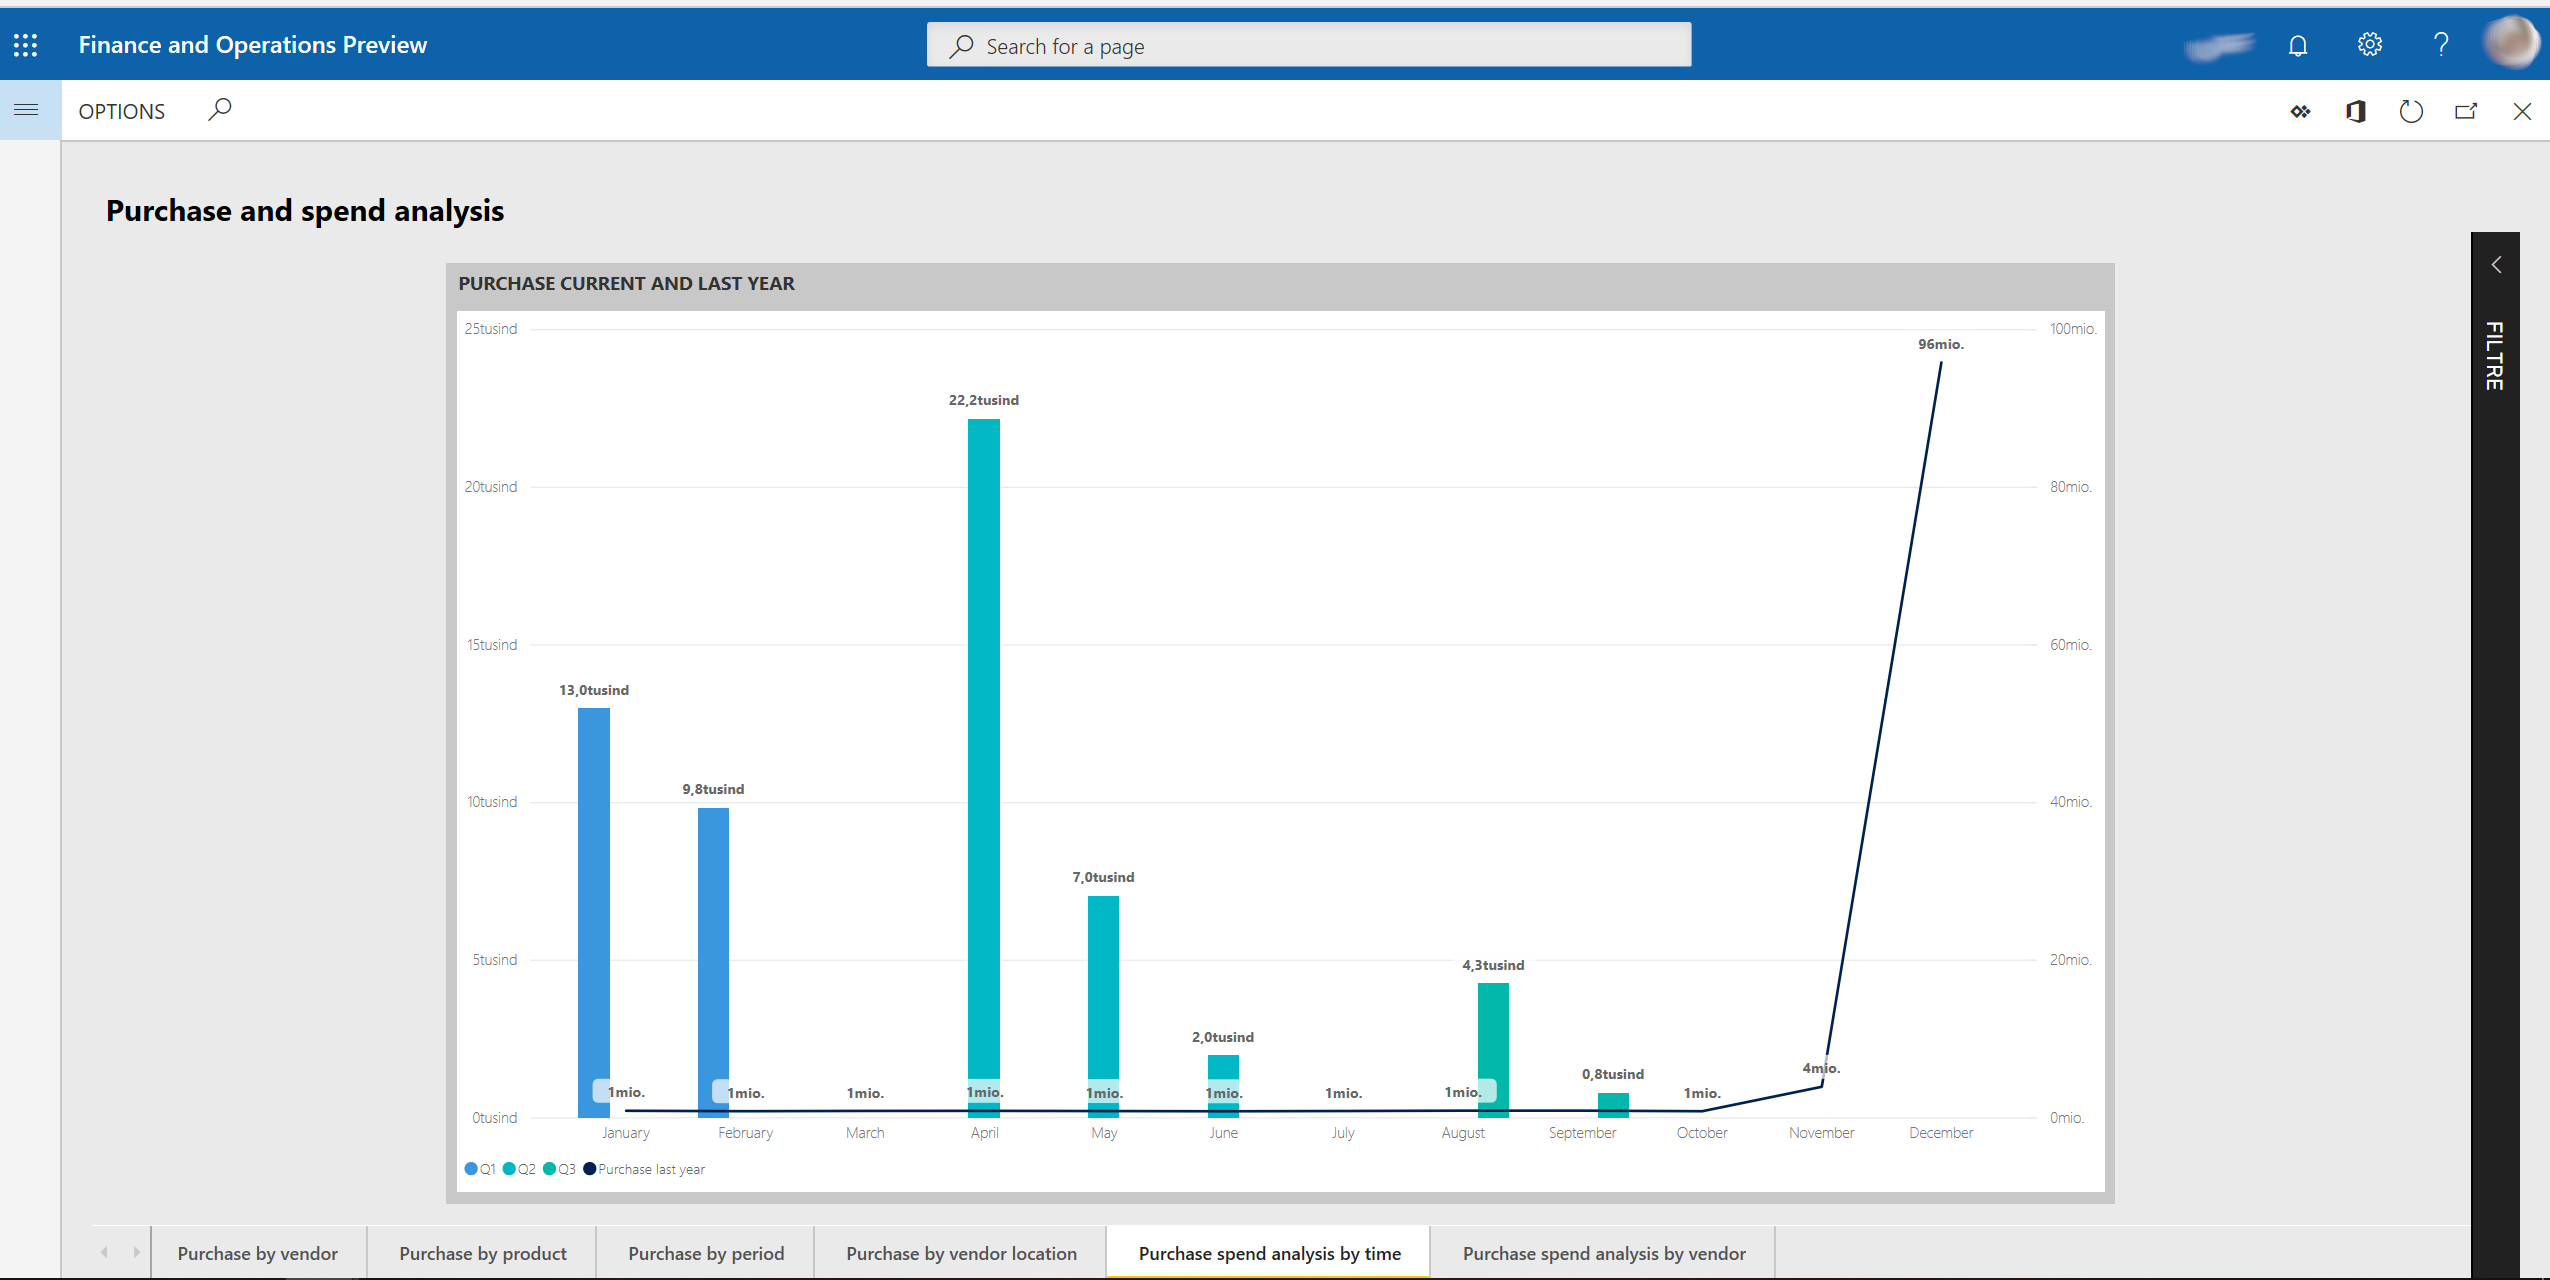 Finance and Operations Preview
Search for a page
?
OPTIONS
Purchase and spend analysis
FILTRE
PURCHASE CURRENT AND LAST YEAR
25tusind
100mio.
96mio.
22,2tusind
20tusind
80mio.
15tusind
60mio.
13,0tusind
9,8tusind
10tusind
40mio.
7,0tusind
5tusind
4,3tusind
20mio.
2,0tusind
0,8tusind
4mio.
1mio. 1mio. 1mio. 1mio. 1mio. 1mio. 1mio. 1mio. 1mio.
0tusind
0mio.
January February March April May June July August September October November December
Q1 Q2 Q3 Purchase last year
Purchase by vendor Purchase by product Purchase by period Purchase by vendor location Purchase spend analysis by time Purchase spend analysis by vendor